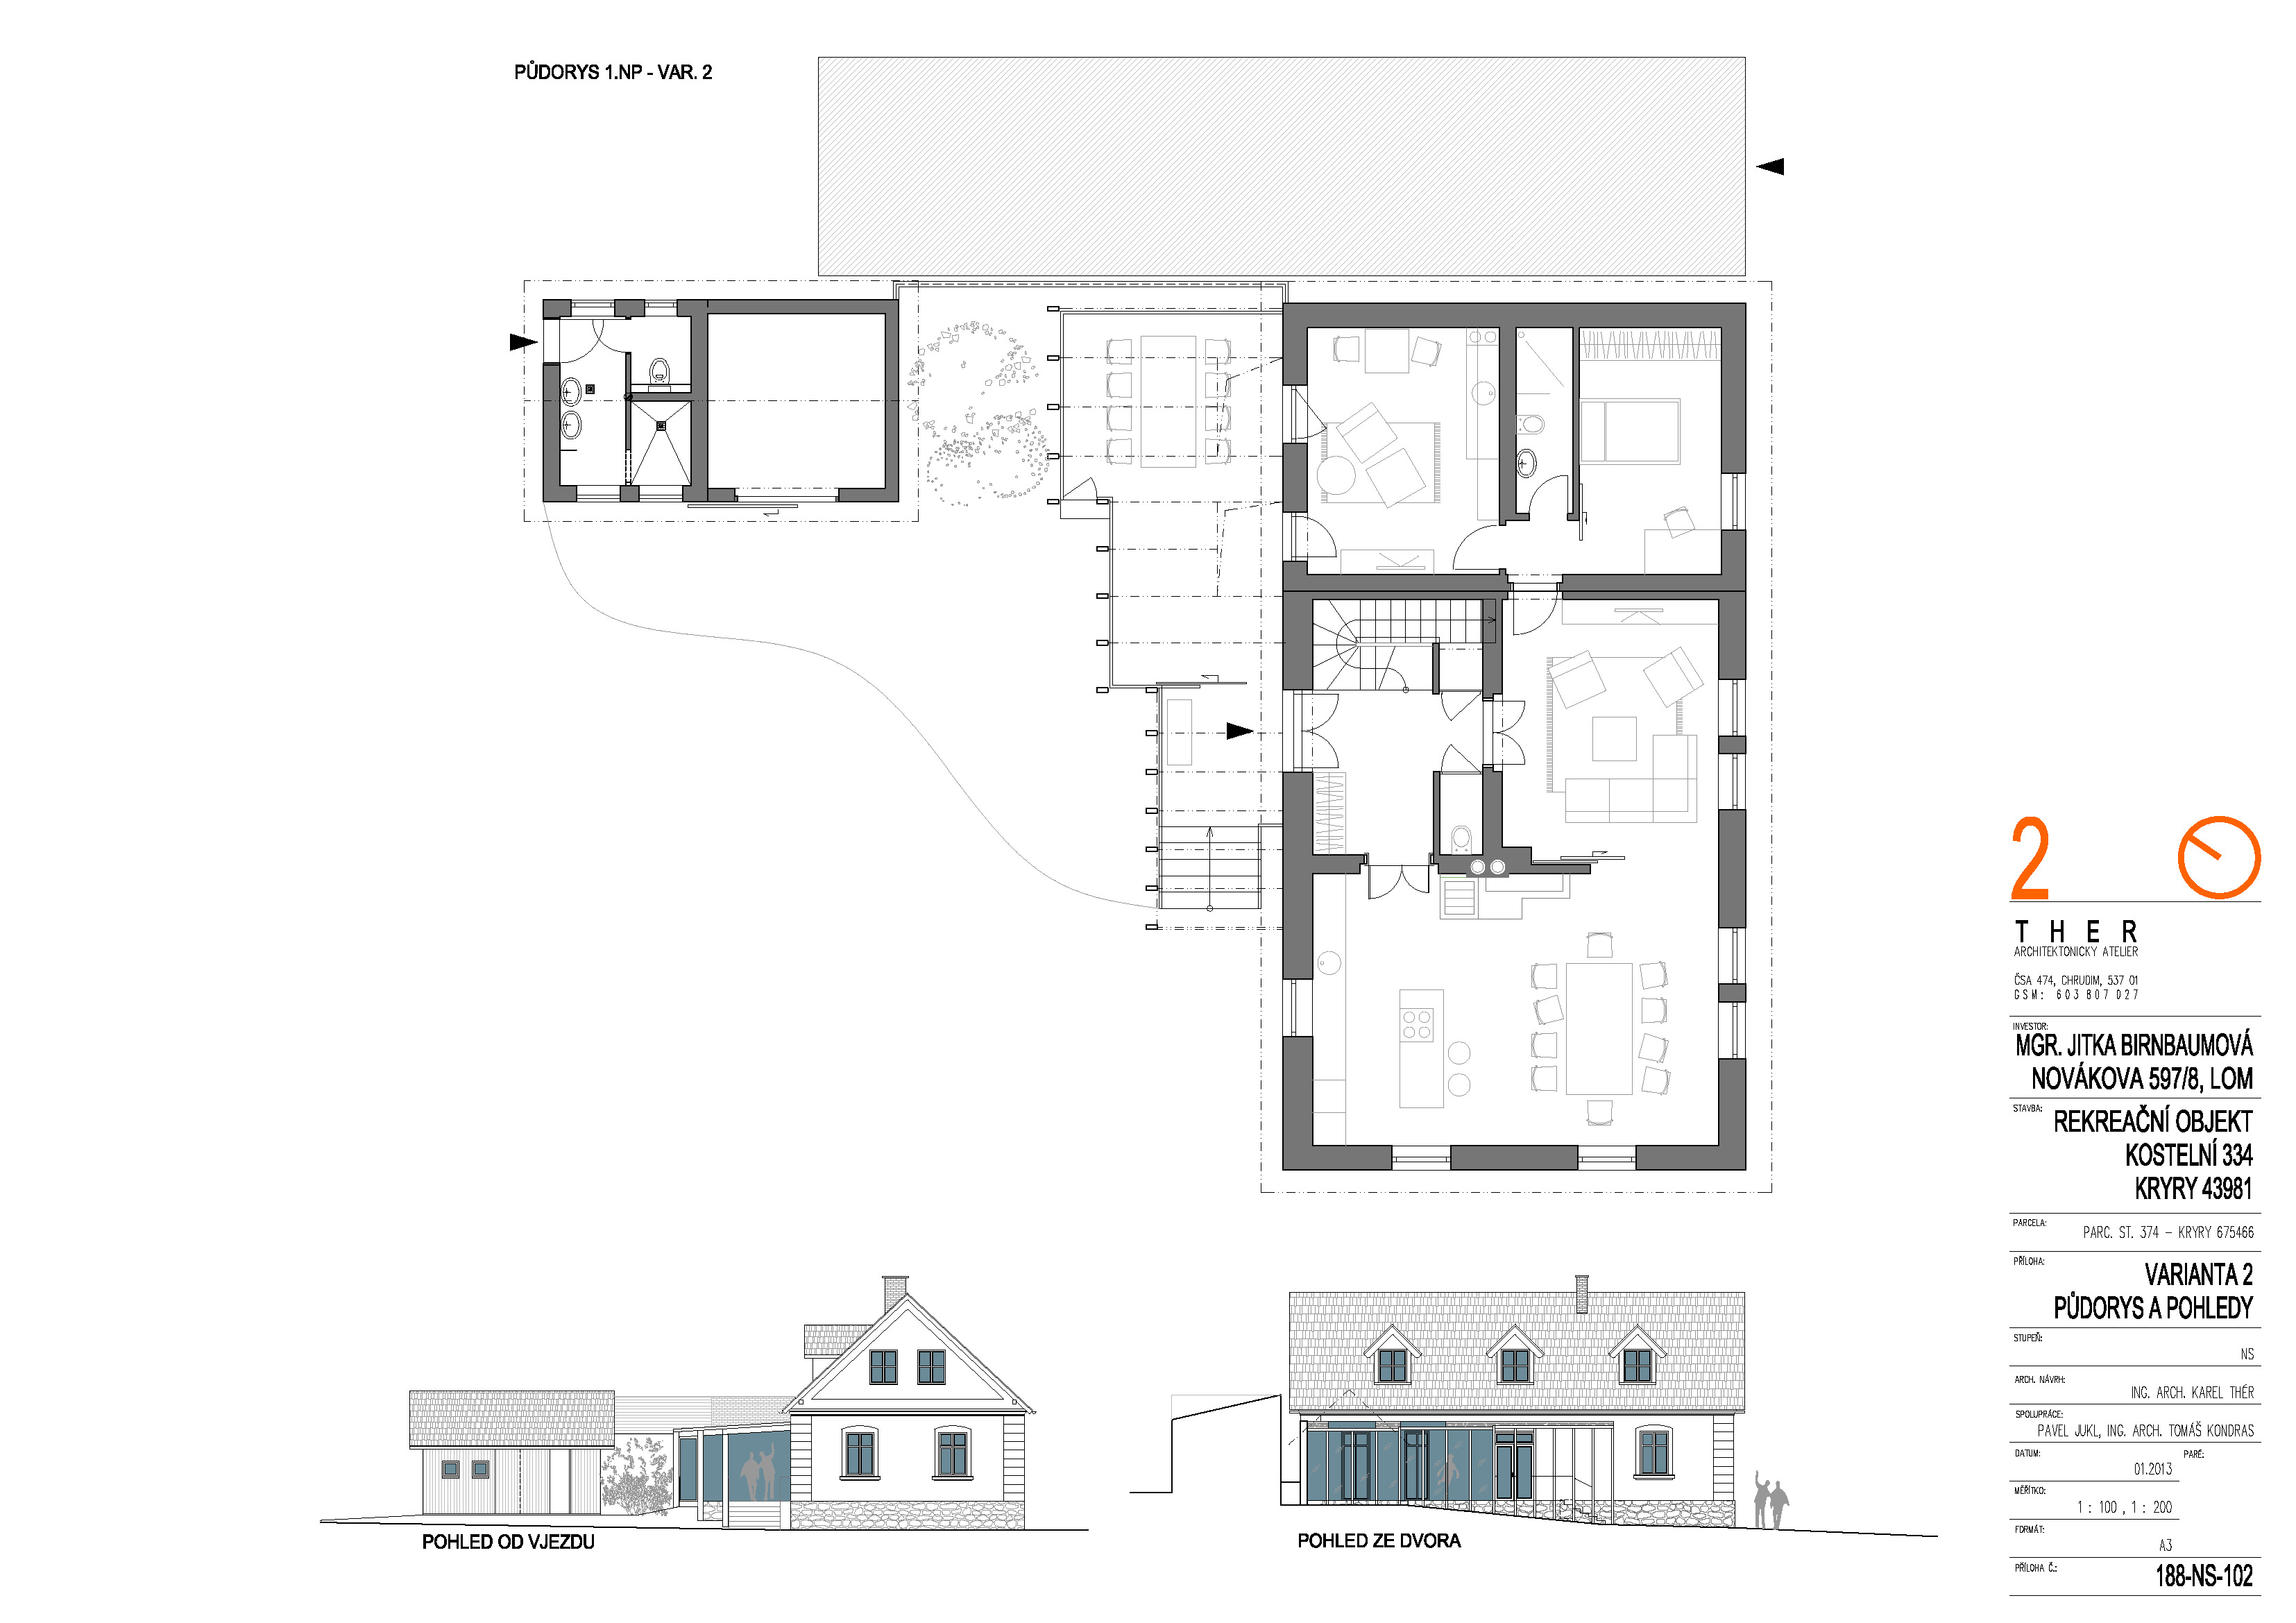 PŮDORYS 1.NP - VAR. 2
2
THER
ARCHITEKTONICKÝ ATELIER
ČSA 474, CHRUDIM, 537 01
GSM: 603 807 027
INVESTOR:
MGR. JITKA BIRNBAUMOVÁ
NOVÁKOVA 597/8, LOM
STAVBA:
REKREAČNÍ OBJEKT
KOSTELNÍ 334
KRYRY 43981
PARCELA:
PARC. ST. 374 – KRYRY 675466
PŘÍLOHA:
VARIANTA 2
PŮDORYS A POHLEDY
STUPEŇ:
NS
ARCH. NÁVRH:
ING. ARCH. KAREL THÉR
SPOLUPRÁCE:
PAVEL JUKL, ING. ARCH. TOMÁŠ KONDRAS
DATUM: PARÉ:
01.2013
MĚŘÍTKO:
1 : 100 , 1 : 200
FORMÁT:
A3
PŘÍLOHA Č.:
188-NS-102
POHLED OD VJEZDU
POHLED ZE DVORA